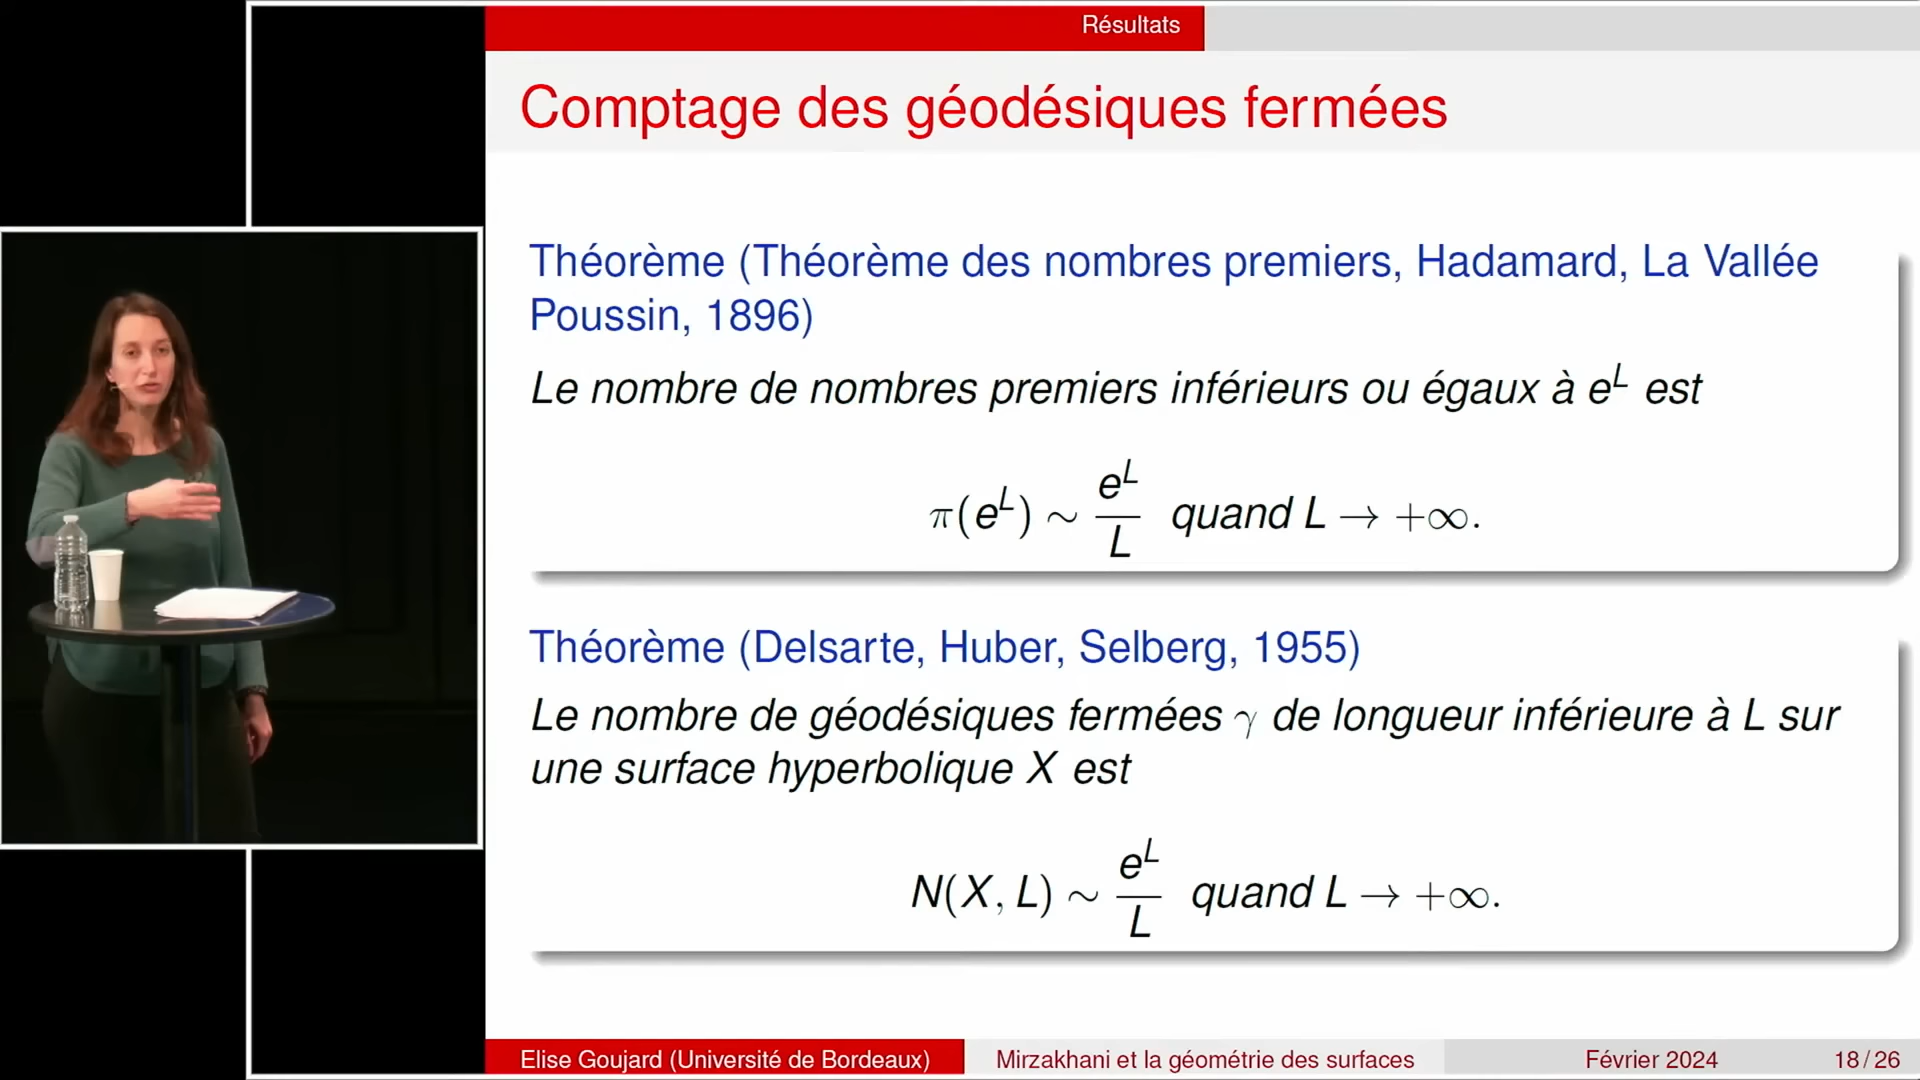 Résultats
Comptage des géodésiques fermées
Théorème (Théorème des nombres premiers, Hadamard, La Vallée
Poussin, 1896)
Le nombre de nombres premiers inférieurs ou égaux à e^L est
π(e^L) ∼ e^L/L quand L → +∞.
Théorème (Delsarte, Huber, Selberg, 1955)
Le nombre de géodésiques fermées γ de longueur inférieure à L sur
une surface hyperbolique X est
N(X, L) ∼ e^L/L quand L → +∞.
Elise Goujard (Université de Bordeaux) Mirzakhani et la géométrie des surfaces Février 2024 18 / 26